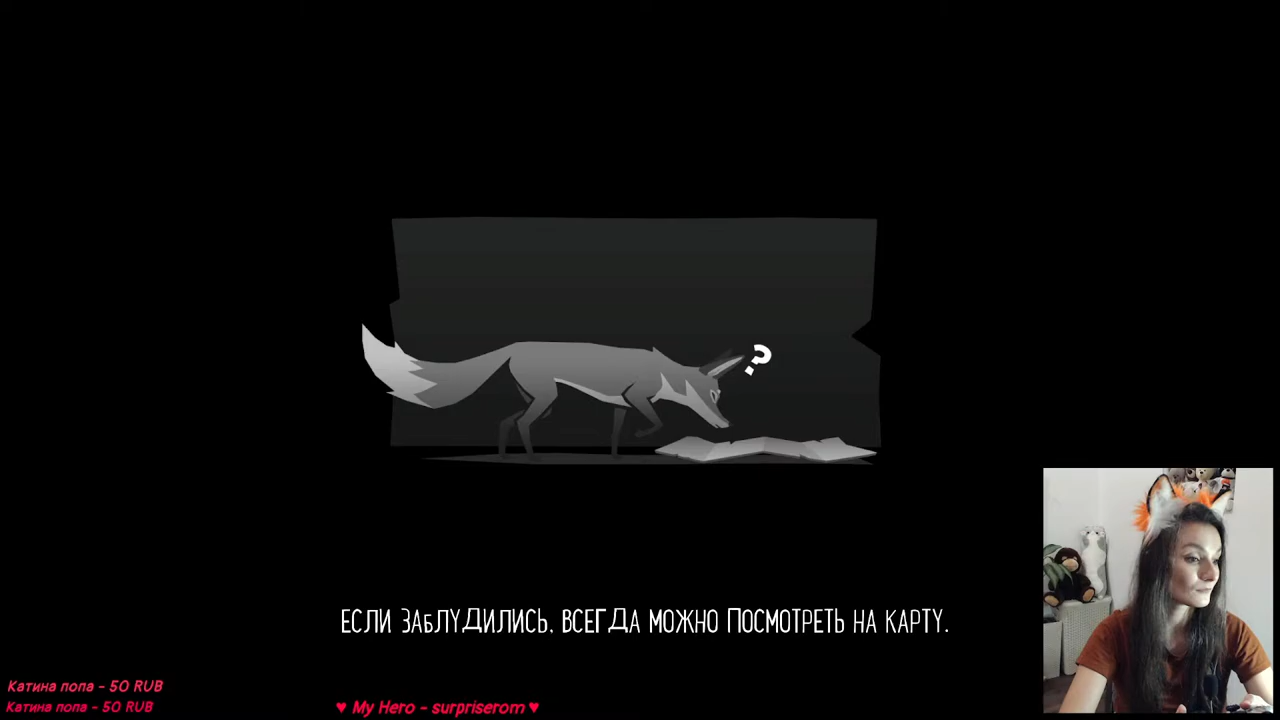 ?
ЕСЛИ ЗАБЛУДИЛИСЬ, ВСЕГДА МОЖНО ПОСМОТРЕТЬ НА КАРТУ.
Катина попа - 50 RUB
Катина попа - 50 RUB
♥ My Hero - surpriserom ♥